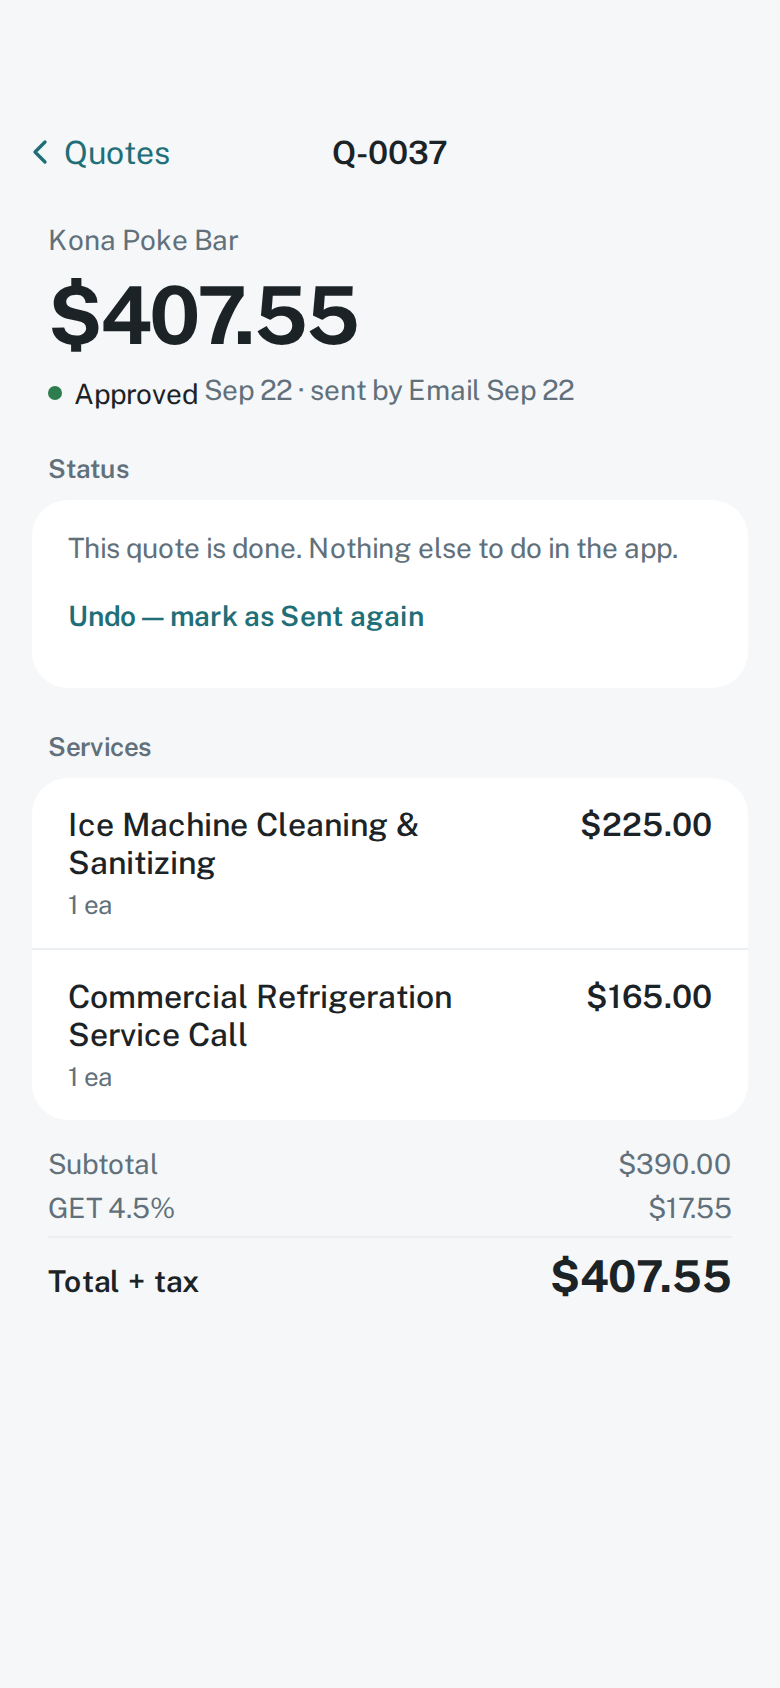 Quotes
Q-0037
Kona Poke Bar
$407.55
Approved Sep 22 · sent by Email Sep 22
Status
This quote is done. Nothing else to do in the app.
Undo — mark as Sent again
Services
Ice Machine Cleaning & $225.00
Sanitizing
1 ea
Commercial Refrigeration $165.00
Service Call
1 ea
Subtotal $390.00
GET 4.5% $17.55
Total + tax $407.55